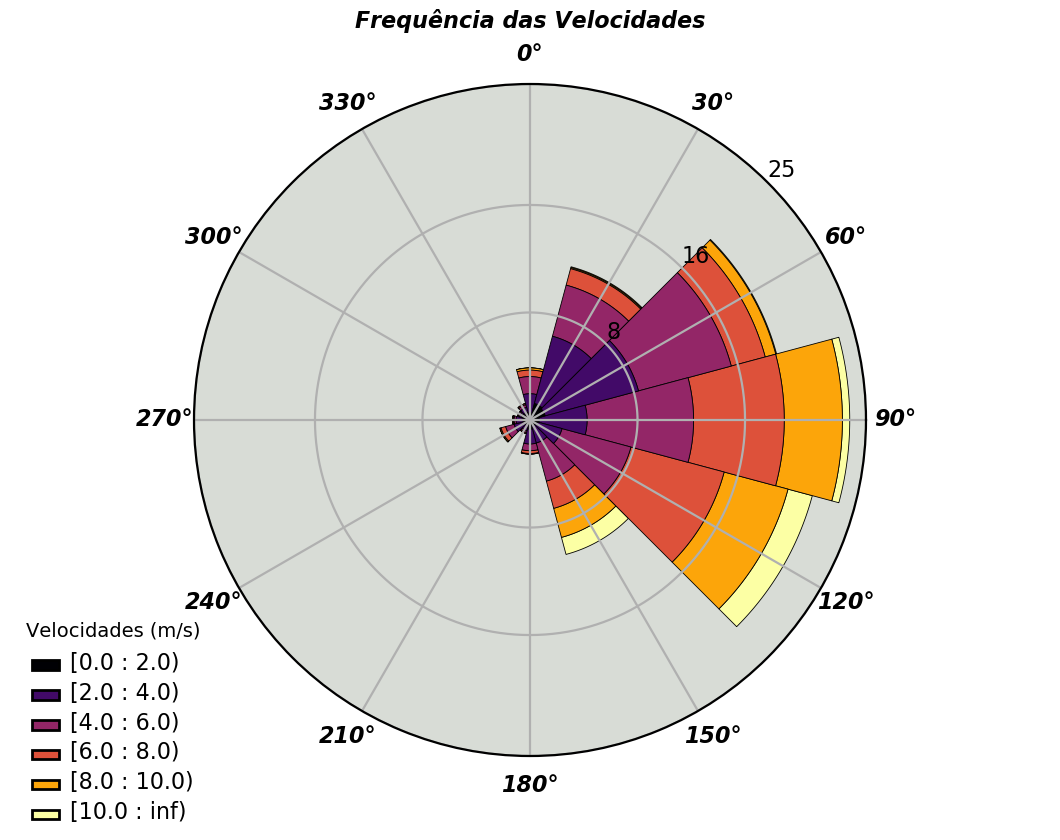 Frequência das Velocidades
0°
330°
30°
25
300°
60°
16
8
270°
90°
240°
120°
210°
150°
180°
Velocidades (m/s)
[0.0 : 2.0)
[2.0 : 4.0)
[4.0 : 6.0)
[6.0 : 8.0)
[8.0 : 10.0)
[10.0 : inf)